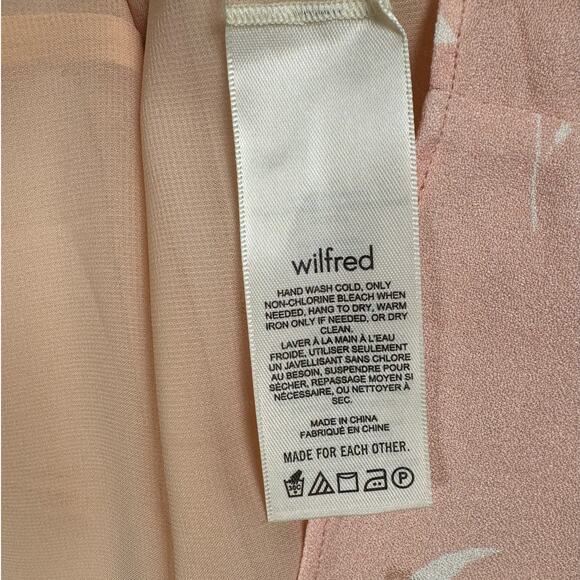 wilfred
HAND WASH COLD, ONLY
NON-CHLORINE BLEACH WHEN
NEEDED, HANG TO DRY, WARM
IRON ONLY IF NEEDED, OR DRY
CLEAN.
LAVER À LA MAIN À L'EAU
FROIDE, UTILISER SEULEMENT
UN JAVELLISANT SANS CHLORE
AU BESOIN, SUSPENDRE POUR
SÉCHER, REPASSAGE MOYEN SI
NÉCESSAIRE, OU NETTOYER À
SEC.
MADE IN CHINA
FABRIQUÉ EN CHINE
MADE FOR EACH OTHER.
P